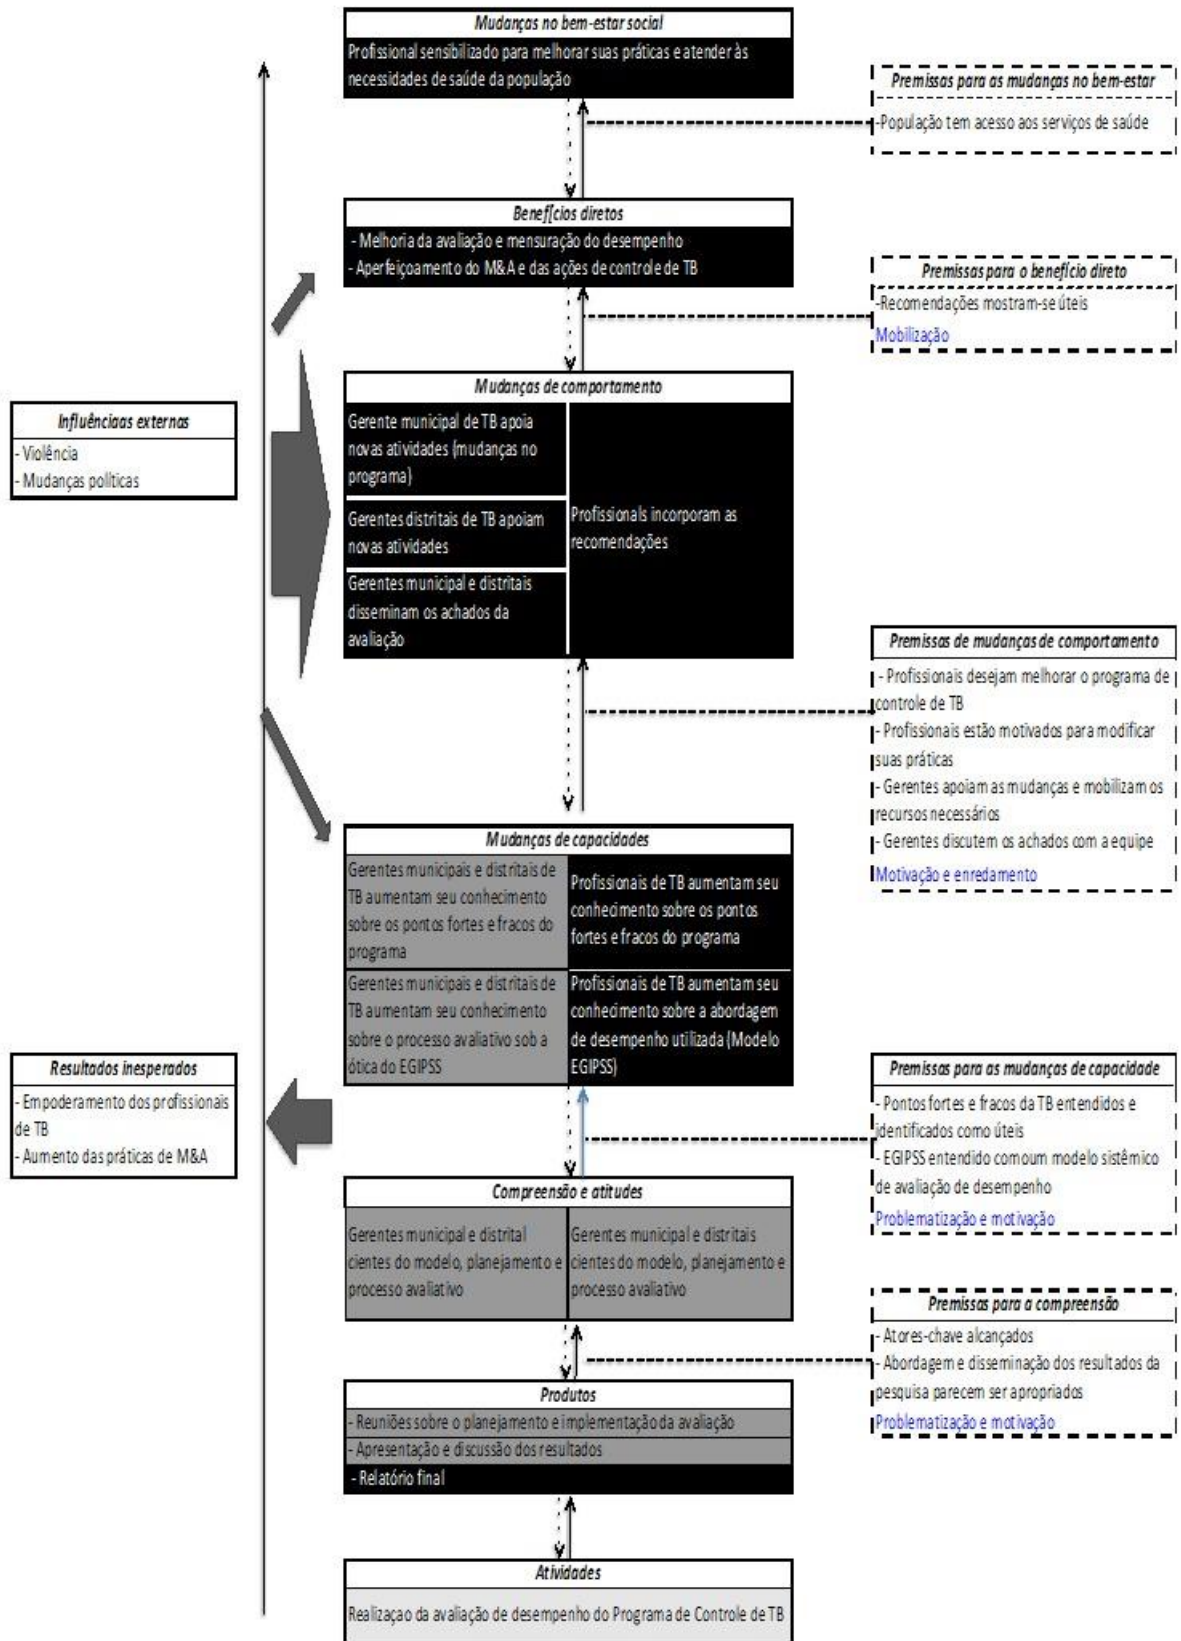 Mudanças no bem-estar social
Profissional sensibilizado para melhorar suas práticas e atender às
necessidades de saúde da população
Premissas para as mudanças no bem-estar
-População tem acesso aos serviços de saúde
Benefícios diretos
- Melhoria da avaliação e mensuração do desempenho
- Aperfeiçoamento do M&A e das ações de controle de TB
Premissas para o benefício direto
-Recomendações mostram-se úteis
Mobilização
Mudanças de comportamento
Gerente municipal de TB apoia
novas atividades (mudanças no
programa)
Gerentes distritais de TB apoiam
novas atividades
Gerentes municipal e distritais
disseminam os achados da
avaliação
Profissionals incorporam as
recomendações
Influênciaas externas
- Violência
- Mudanças políticas
Premissas de mudanças de comportamento
- Profissionais desejam melhorar o programa de
controle de TB
- Profissionais estão motivados para modificar
suas práticas
- Gerentes apoiam as mudanças e mobilizam os
recursos necessários
- Gerentes discutem os achados com a equipe
Motivação e enredamento
Mudanças de capacidades
Gerentes municipais e distritais de
TB aumentam seu conhecimento
sobre os pontos fortes e fracos do
programa
Profissionais de TB aumentam seu
conhecimento sobre os pontos
fortes e fracos do programa
Gerentes municipais e distritais de
TB aumentam seu conhecimento
sobre o processo avaliativo sob a
ótica do EGIPSS
Profissionais de TB aumentam seu
conhecimento sobre a abordagem
de desempenho utilizada (Modelo
EGIPSS)
Resultados inesperados
- Empoderamento dos profissionais
de TB
- Aumento das práticas de M&A
Premissas para as mudanças de capacidade
- Pontos fortes e fracos da TB entendidos e
identificados como úteis
- EGIPSS entendido comoum modelo sistêmico
de avaliação de desempenho
Problematização e motivação
Compreensão e atitudes
Gerentes municipal e distrital
cientes do modelo, planejamento e
processo avaliativo
Gerentes municipal e distritais
cientes do modelo, planejamento e
processo avaliativo
Premissas para a compreensão
- Atores-chave alcançados
- Abordagem e disseminação dos resultados da
pesquisa parecem ser apropriados
Problematização e motivação
Produtos
- Reuniões sobre o planejamento e implementação da avaliação
- Apresentação e discussão dos resultados
- Relatório final
Atividades
Realizaçao da avaliação de desempenho do Programa de Controle de TB